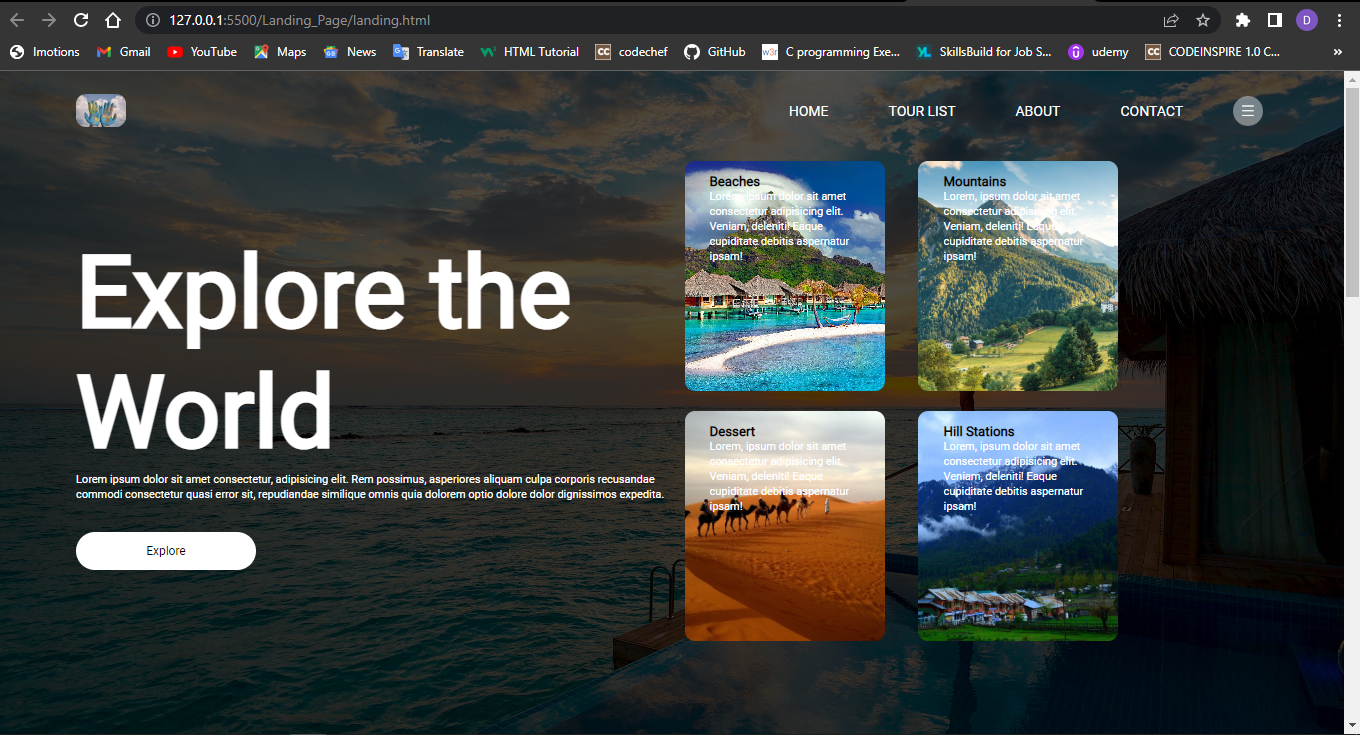 127.0.0.1:5500/Landing_Page/landing.html
D
Imotions
Gmail
YouTube
Maps
News
Translate
HTML Tutorial
CC codechef
GitHub
w3r C programming Exe...
YL SkillsBuild for Job S...
udemy
CC CODEINSPIRE 1.0 C...
»
HOME
TOUR LIST
ABOUT
CONTACT
Explore the
World
Lorem ipsum dolor sit amet consectetur, adipisicing elit. Rem possimus, asperiores aliquam culpa corporis recusandae
commodi consectetur quasi error sit, repudiandae similique omnis quia dolorem optio dolore dolor dignissimos expedita.
Explore
Beaches
Lorem, ipsum dolor sit amet
consectetur adipisicing elit.
Veniam, deleniti! Eaque
cupiditate debitis aspernatur
ipsam!
Mountains
Lorem, ipsum dolor sit amet
consectetur adipisicing elit.
Veniam, deleniti! Eaque
cupiditate debitis aspernatur
ipsam!
Dessert
Lorem, ipsum dolor sit amet
consectetur adipisicing elit.
Veniam, deleniti! Eaque
cupiditate debitis aspernatur
ipsam!
Hill Stations
Lorem, ipsum dolor sit amet
consectetur adipisicing elit.
Veniam, deleniti! Eaque
cupiditate debitis aspernatur
ipsam!